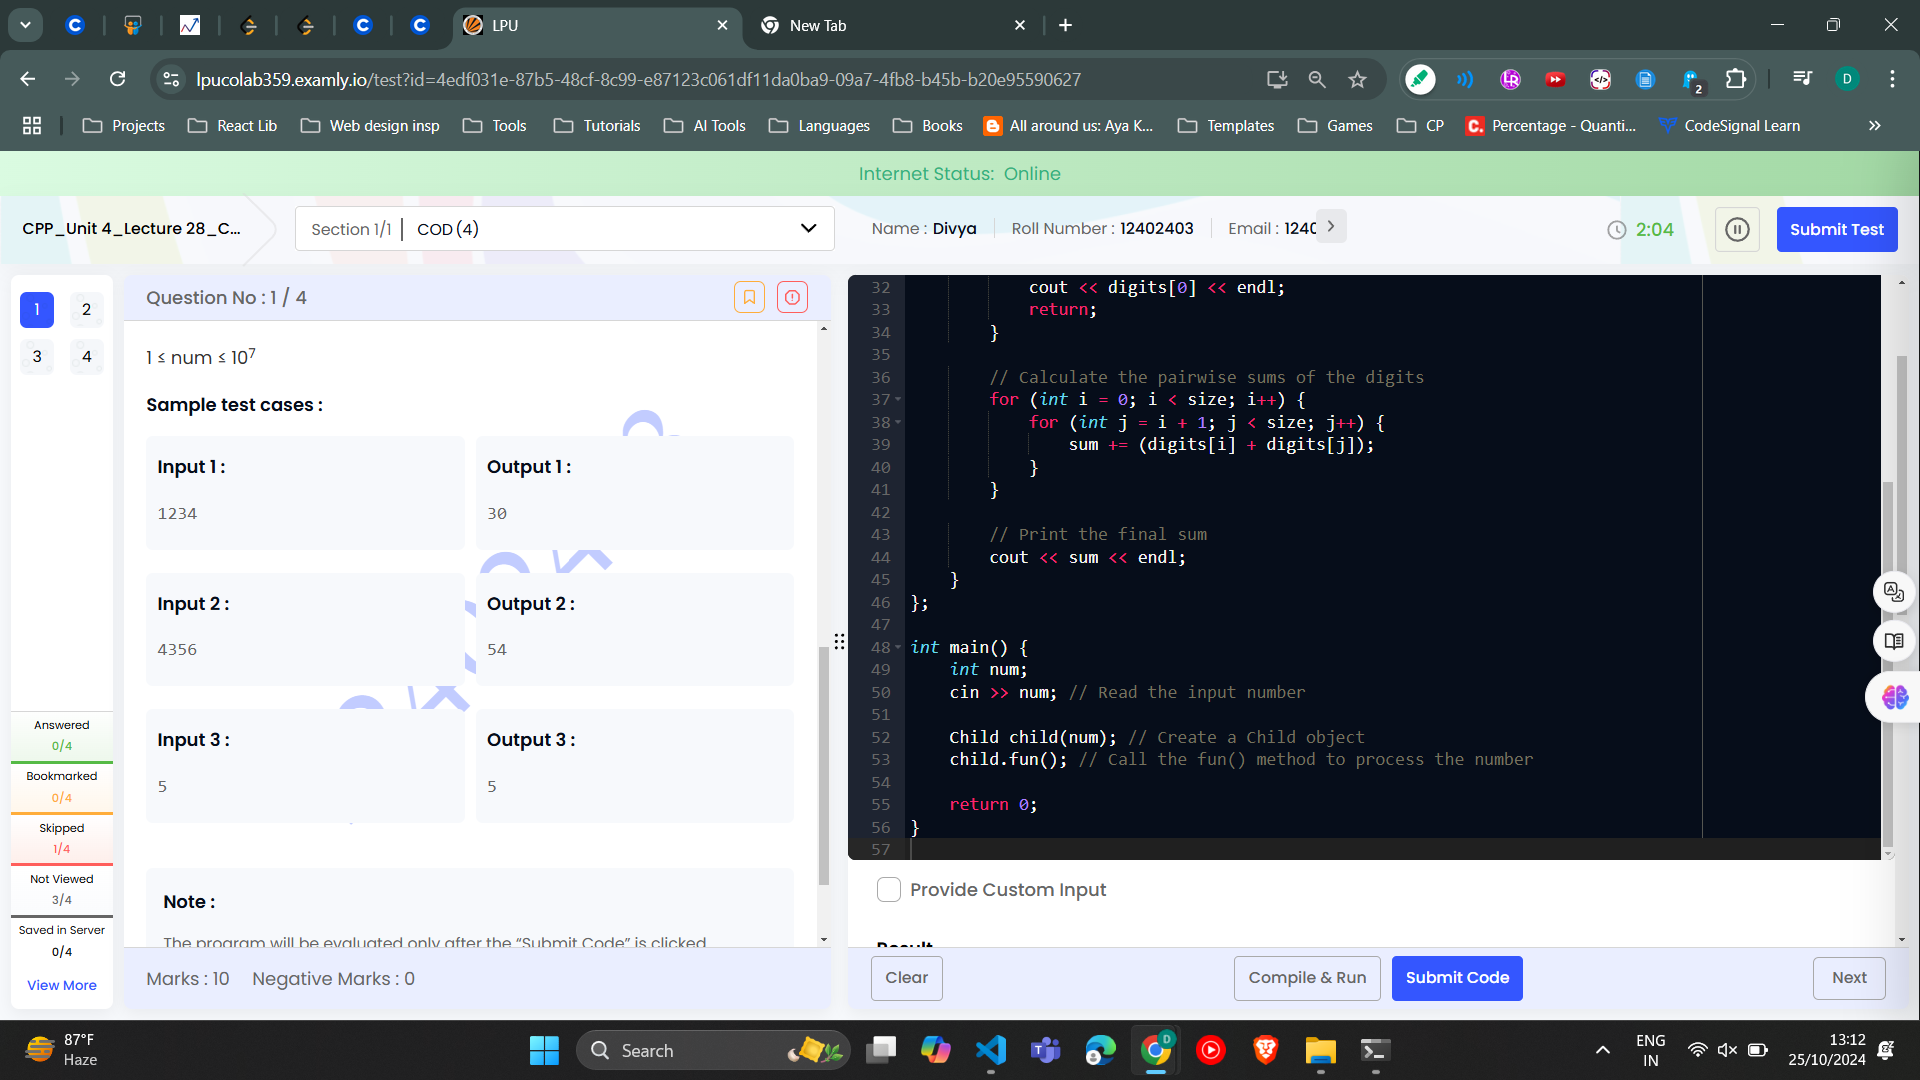 LPU
New Tab
lpucolab359.examly.io/test?id=4edf031e-87b5-48cf-8c99-e87123c061df11da0ba9-09a7-4fb8-b45b-b20e95590627
2
D
Projects
React Lib
Web design insp
Tools
Tutorials
AI Tools
Languages
Books
All around us: Aya K...
Templates
Games
CP
Percentage - Quanti...
CodeSignal Learn
Internet Status: Online
CPP_Unit 4_Lecture 28_C...
Section 1/1 | COD (4)
Name : Divya
Roll Number : 12402403
Email : 1240
2:04
Submit Test
1
2
3
4
Answered
0/4
Bookmarked
0/4
Skipped
1/4
Not Viewed
3/4
Saved in Server
0/4
View More
Question No : 1 / 4
1 ≤ num ≤ 10⁷
Sample test cases :
Input 1 :
1234
Output 1 :
30
Input 2 :
4356
Output 2 :
54
Input 3 :
5
Output 3 :
5
Note :
The program will be evaluated only after the “Submit Code” is clicked
Marks : 10 Negative Marks : 0
32 cout << digits[0] << endl;
33 return;
34 }
35
36 // Calculate the pairwise sums of the digits
37 for (int i = 0; i < size; i++) {
38 for (int j = i + 1; j < size; j++) {
39 sum += (digits[i] + digits[j]);
40 }
41 }
42
43 // Print the final sum
44 cout << sum << endl;
45 }
46 };
47
48 int main() {
49 int num;
50 cin >> num; // Read the input number
51
52 Child child(num); // Create a Child object
53 child.fun(); // Call the fun() method to process the number
54
55 return 0;
56 }
57
Provide Custom Input
Result
Clear
Compile & Run
Submit Code
Next
87°F
Haze
Search
D
ENG
IN
13:12
25/10/2024